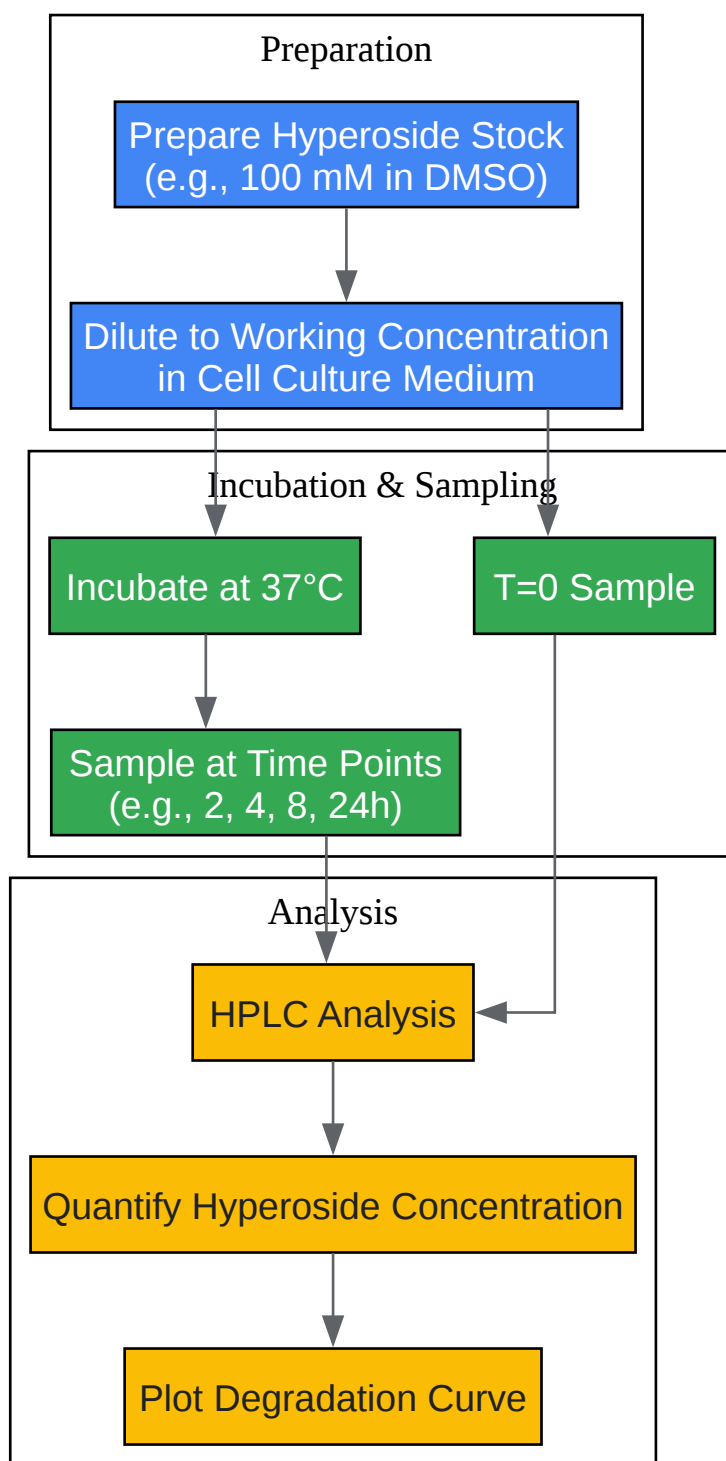 Preparation
Prepare Hyperoside Stock
(e.g., 100 mM in DMSO)
Dilute to Working Concentration
in Cell Culture Medium
Incubation & Sampling
Incubate at 37°C
T=0 Sample
Sample at Time Points
(e.g., 2, 4, 8, 24h)
Analysis
HPLC Analysis
Quantify Hyperoside Concentration
Plot Degradation Curve